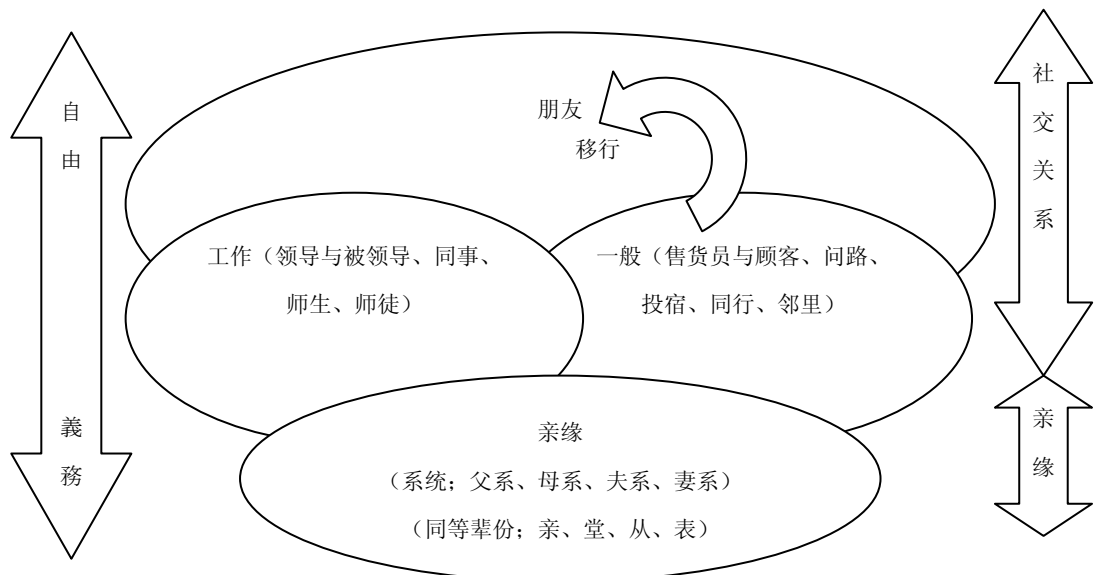 自由
義務
朋友
移行
工作（领导与被领导、同事、
师生、师徒）
一般（售货员与顾客、问路、
投宿、同行、邻里）
亲缘
（系统；父系、母系、夫系、妻系）
（同等辈份；亲、堂、从、表）
社交关系
亲缘